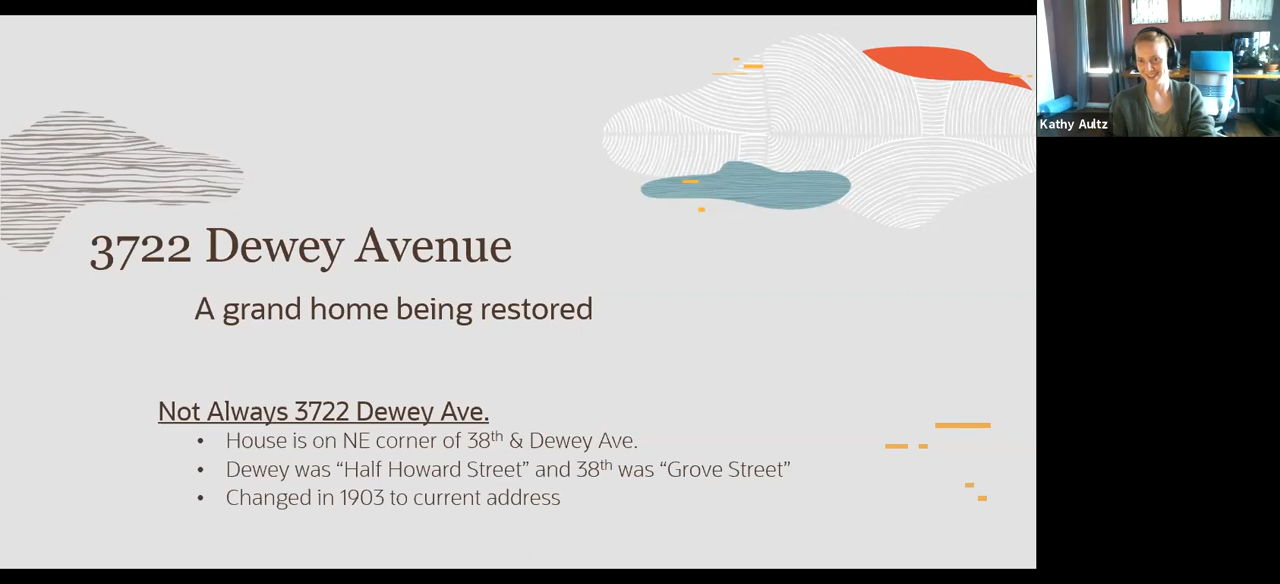 3722 Dewey Avenue
A grand home being restored
Not Always 3722 Dewey Ave.
• House is on NE corner of 38th & Dewey Ave.
• Dewey was “Half Howard Street” and 38th was “Grove Street”
• Changed in 1903 to current address
Kathy Aultz